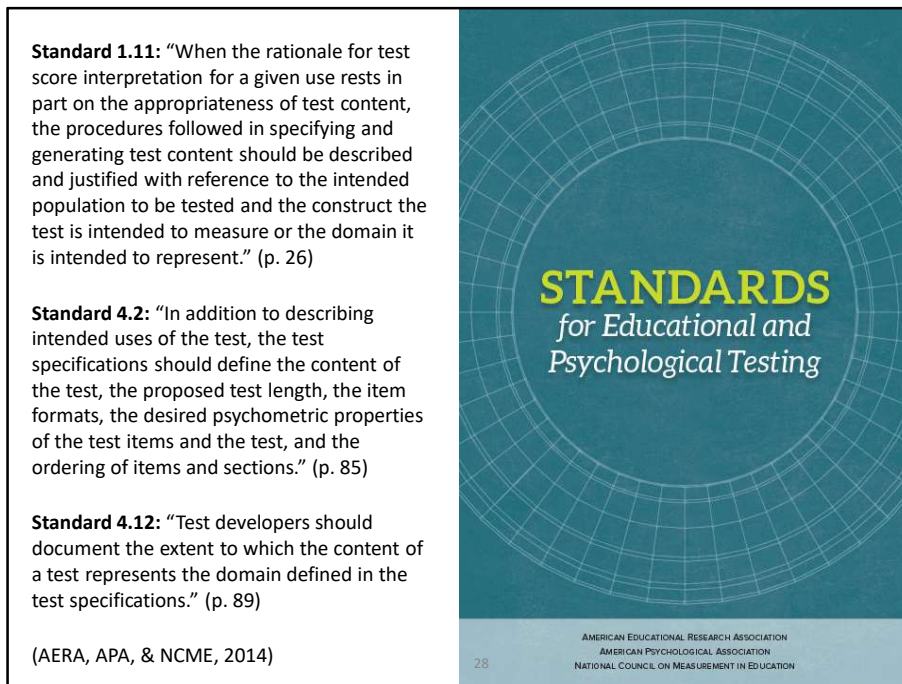 Standard 1.11: “When the rationale for test
score interpretation for a given use rests in
part on the appropriateness of test content,
the procedures followed in specifying and
generating test content should be described
and justified with reference to the intended
population to be tested and the construct the
test is intended to measure or the domain it
is intended to represent.” (p. 26)
Standard 4.2: “In addition to describing
intended uses of the test, the test
specifications should define the content of
the test, the proposed test length, the item
formats, the desired psychometric properties
of the test items and the test, and the
ordering of items and sections.” (p. 85)
Standard 4.12: “Test developers should
document the extent to which the content of
a test represents the domain defined in the
test specifications.” (p. 89)
(AERA, APA, & NCME, 2014)
STANDARDS
for Educational and
Psychological Testing
AMERICAN EDUCATIONAL RESEARCH ASSOCIATION
AMERICAN PSYCHOLOGICAL ASSOCIATION
NATIONAL COUNCIL ON MEASUREMENT IN EDUCATION
28